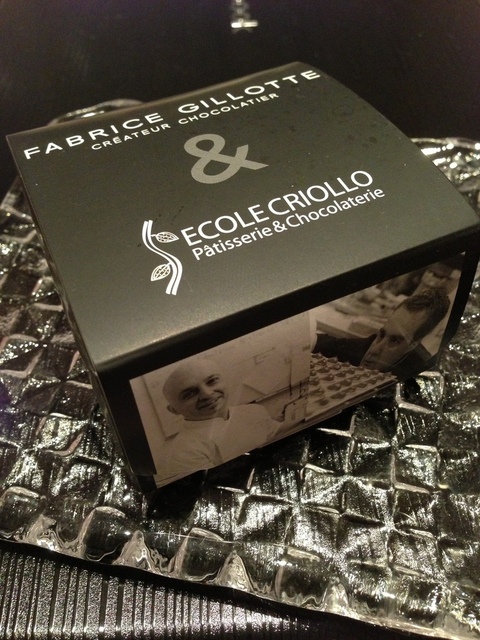 FABRICE GILLOTTE
CRÉATEUR CHOCOLATIER
&
ECOLE CRIOLLO
Pâtisserie & Chocolaterie